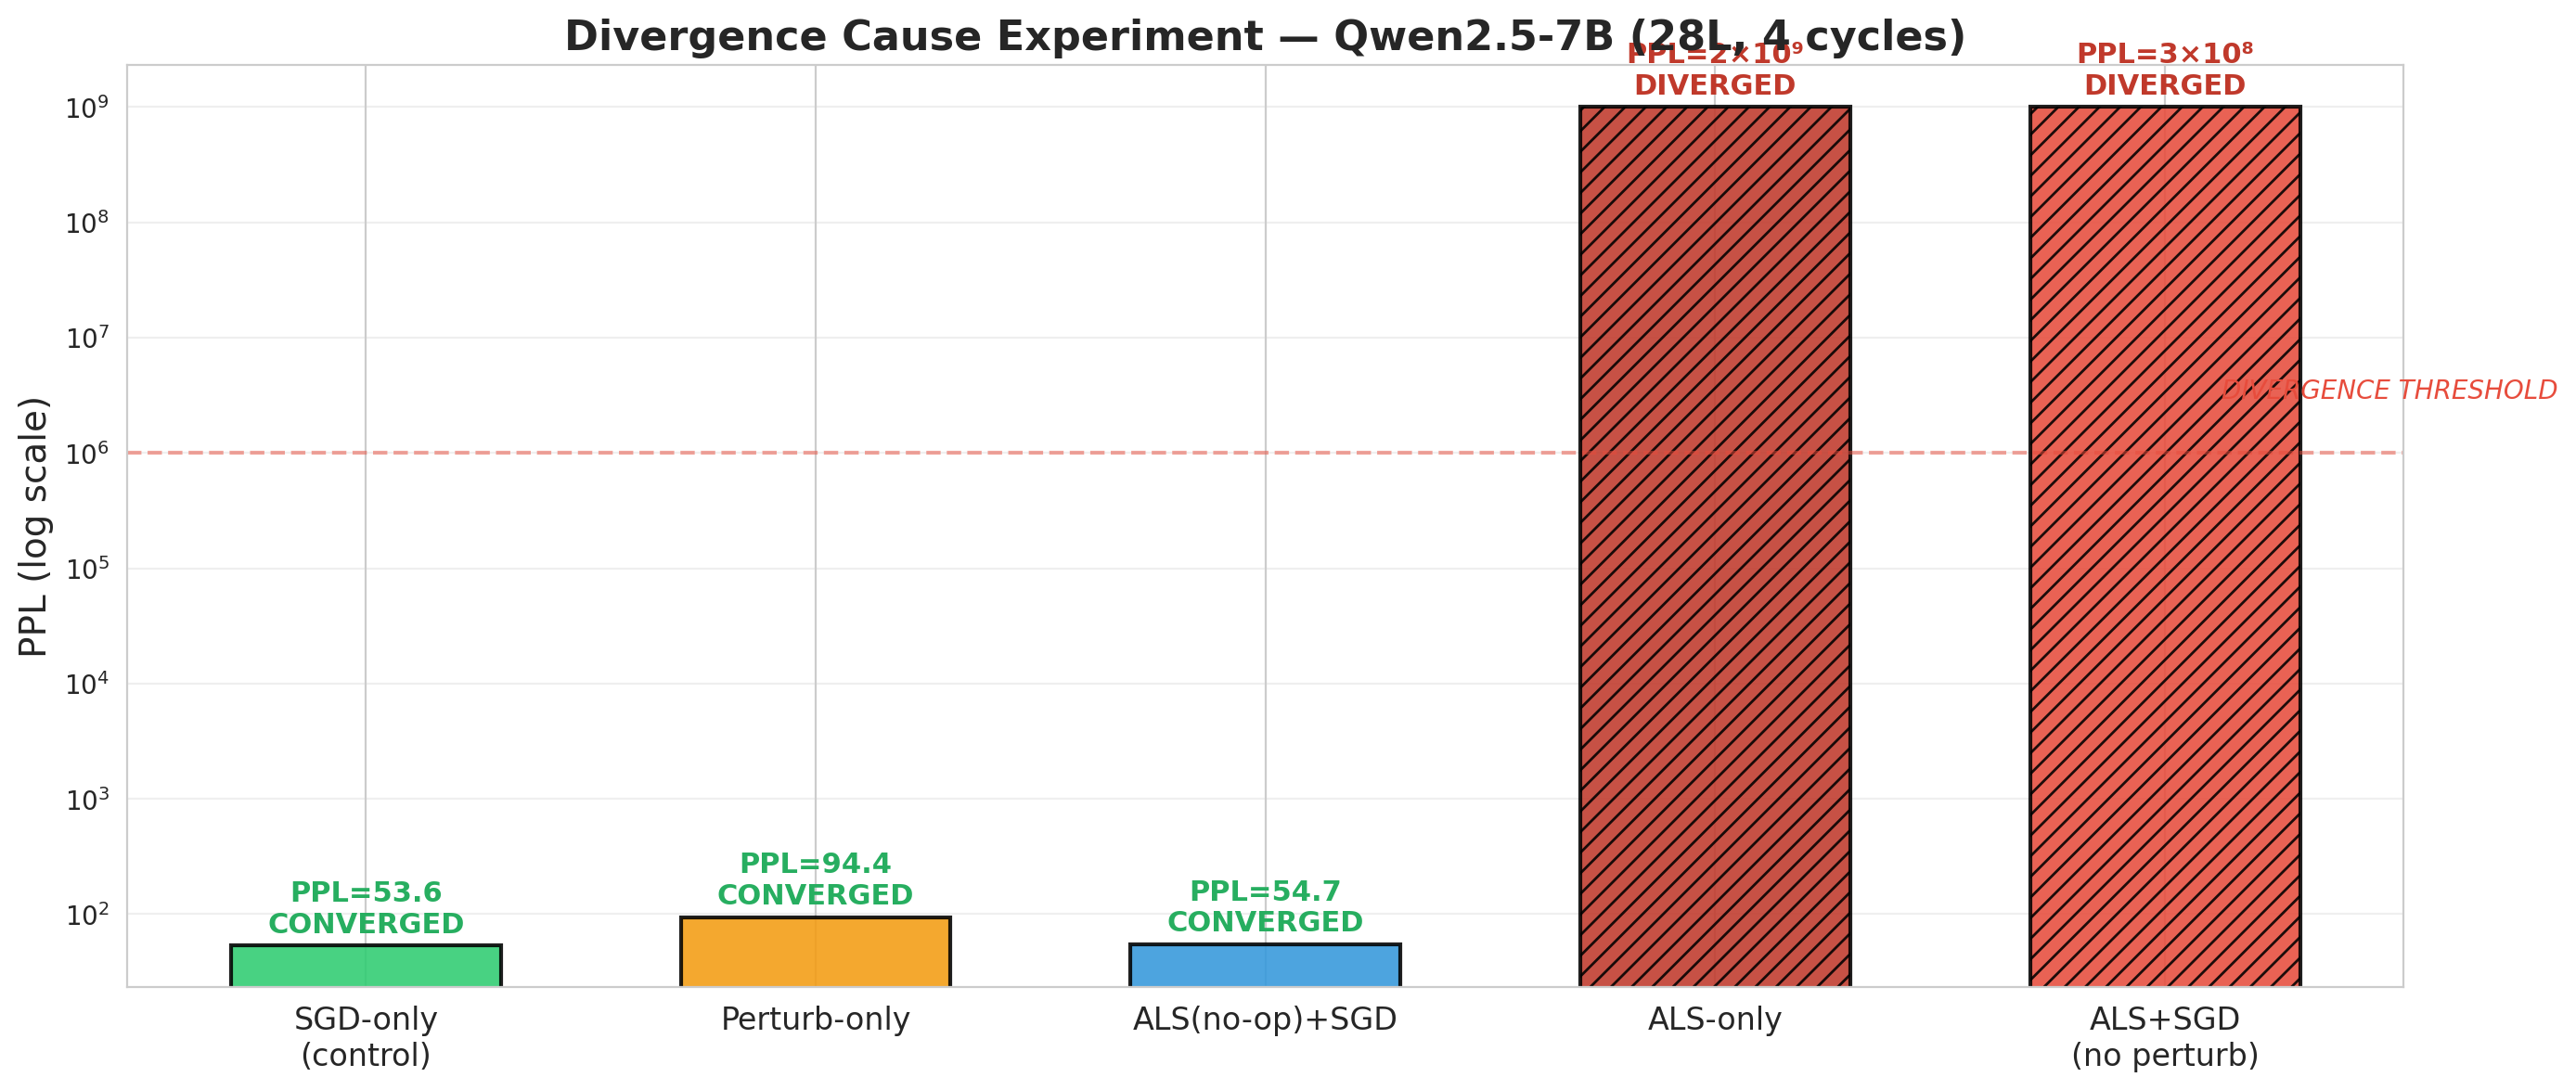 Divergence Cause Experiment — Qwen2.5-7B (28L, 4 cycles)
PPL=2×10⁹
DIVERGED
PPL=3×10⁸
DIVERGED
PPL (log scale)
10⁹
10⁸
10⁷
10⁶
10⁵
10⁴
10³
10²
DIVERGENCE THRESHOLD
PPL=53.6
CONVERGED
PPL=94.4
CONVERGED
PPL=54.7
CONVERGED
SGD-only
(control)
Perturb-only
ALS(no-op)+SGD
ALS-only
ALS+SGD
(no perturb)